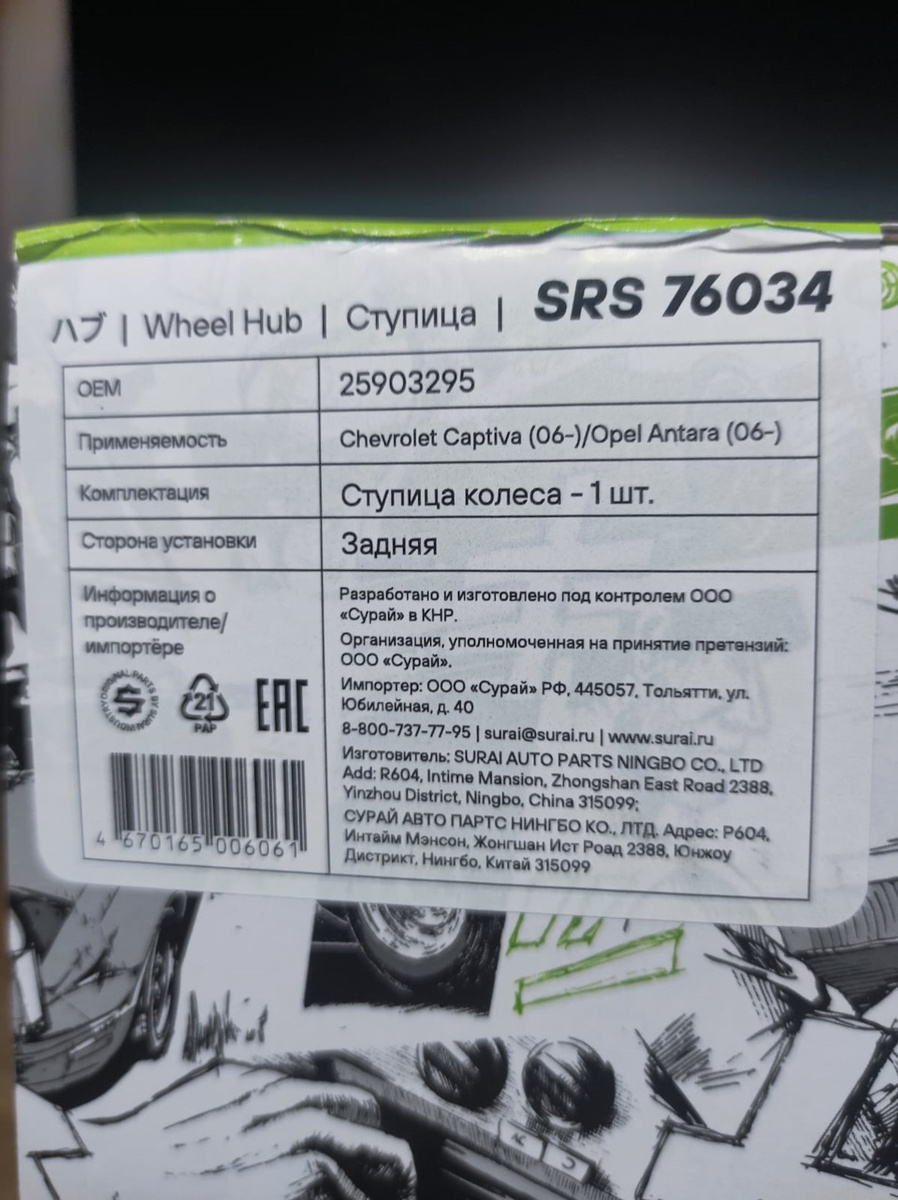 ハブ | Wheel Hub | Ступица | SRS 76034
OEM 25903295
Применяемость Chevrolet Captiva (06-)/Opel Antara (06-)
Комплектация Ступица колеса - 1 шт.
Сторона установки Задняя
Информация о
производителе/
импортёре
21
PAP
EAC
4 670165 006061
Разработано и изготовлено под контролем ООО
«Сурай» в КНР.
Организация, уполномоченная на принятие претензий:
ООО «Сурай».
Импортер: ООО «Сурай» РФ, 445057, Тольятти, ул.
Юбилейная, д. 40
8-800-737-77-95 | surai@surai.ru | www.surai.ru
Изготовитель: SURAI AUTO PARTS NINGBO CO., LTD
Add: R604, Intime Mansion, Zhongshan East Road 2388,
Yinzhou District, Ningbo, China 315099;
СУРАЙ АВТО ПАРТС НИНГБО КО., ЛТД. Адрес: Р604,
Интайм Мэнсон, Жонгшан Ист Роад 2388, Юнжоу
Дистрикт, Нингбо, Китай 315099
AC